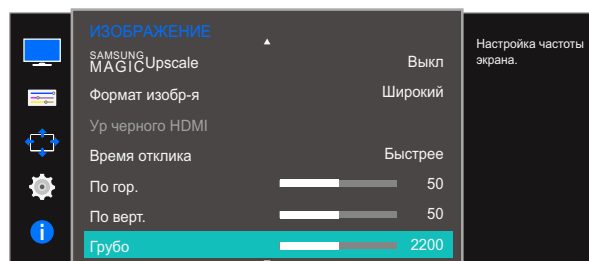 ИЗОБРАЖЕНИЕ
SAMSUNG
MAGICUpscale Выкл
Формат изобр-я Широкий
Ур черного HDMI
Время отклика Быстрее
По гор. 50
По верт. 50
Грубо 2200
Настройка частоты
экрана.